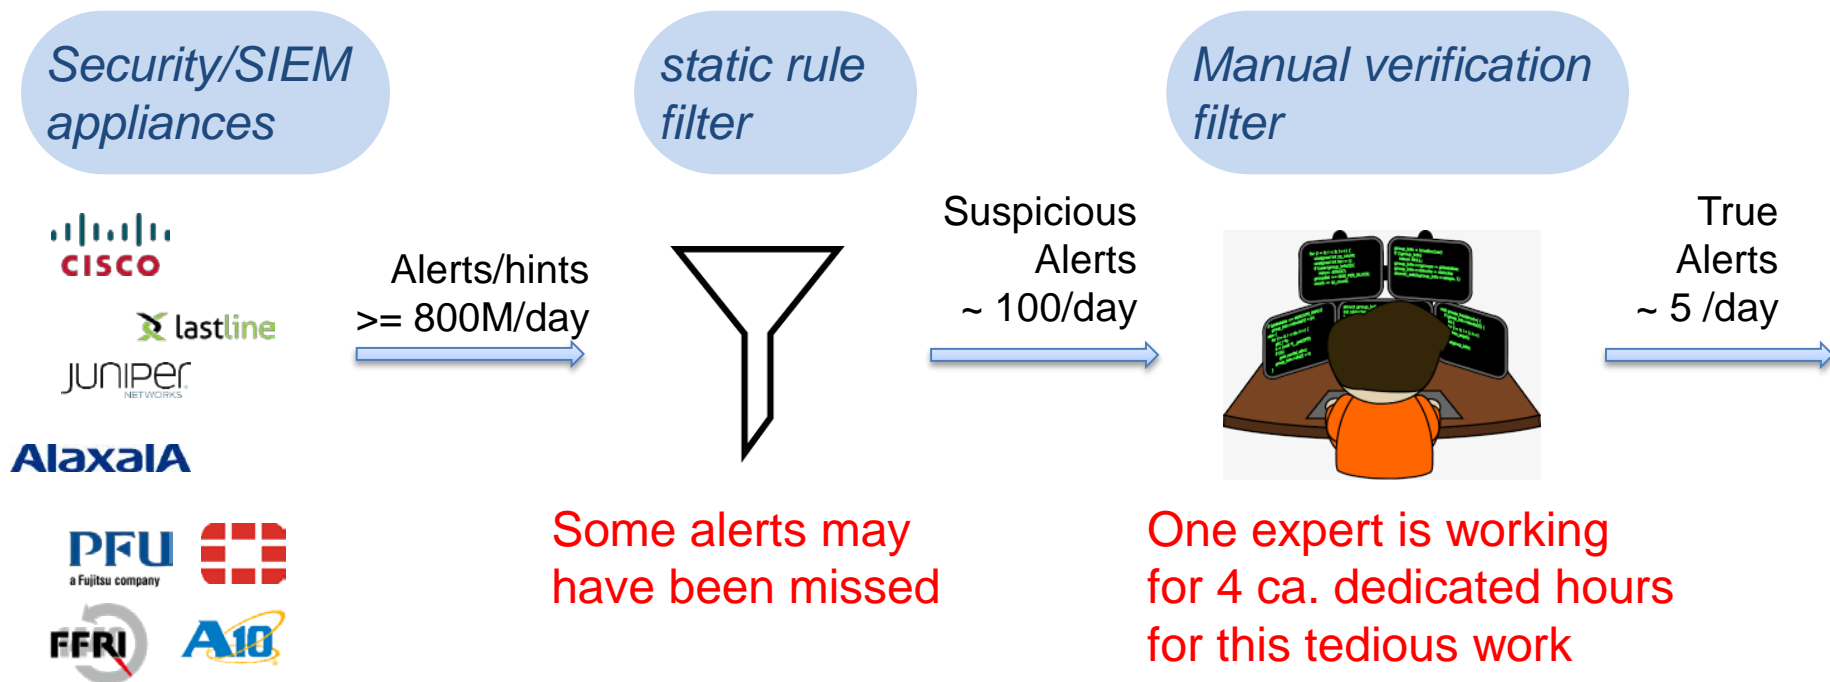 Security/SIEM
appliances
static rule
filter
Manual verification
filter
CISCO
lastline
JUNIPER
NETWORKS
AlaxalA
PFU
a Fujitsu company
FFRI
A10
Alerts/hints
>= 800M/day
Some alerts may
have been missed
Suspicious
Alerts
~ 100/day
One expert is working
for 4 ca. dedicated hours
for this tedious work
True
Alerts
~ 5 /day